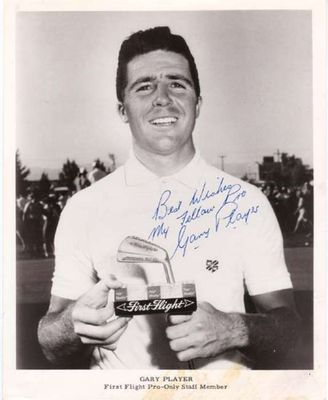 Best Wishes
My Fellow Pro
Gary Player
First Flight
GARY PLAYER
First Flight Pro-Only Staff Member